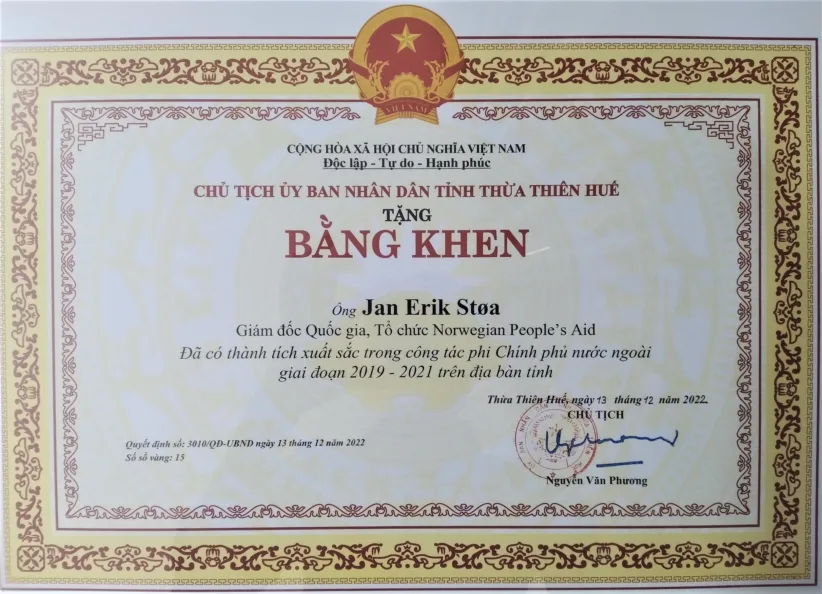 VIỆT NAM
CỘNG HÒA XÃ HỘI CHỦ NGHĨA VIỆT NAM
Độc lập - Tự do - Hạnh phúc
CHỦ TỊCH ỦY BAN NHÂN DÂN TỈNH THỪA THIÊN HUẾ
TẶNG
BẰNG KHEN
Ông Jan Erik Støa
Giám đốc Quốc gia, Tổ chức Norwegian People's Aid
Đã có thành tích xuất sắc trong công tác phi Chính phủ nước ngoài
giai đoạn 2019 - 2021 trên địa bàn tỉnh
Thừa Thiên Huế, ngày 13 tháng 12 năm 2022
CHỦ TỊCH
Quyết định số: 3010/QĐ-UBND ngày 13 tháng 12 năm 2022
Số sổ vàng: 15
Nguyễn Văn Phương